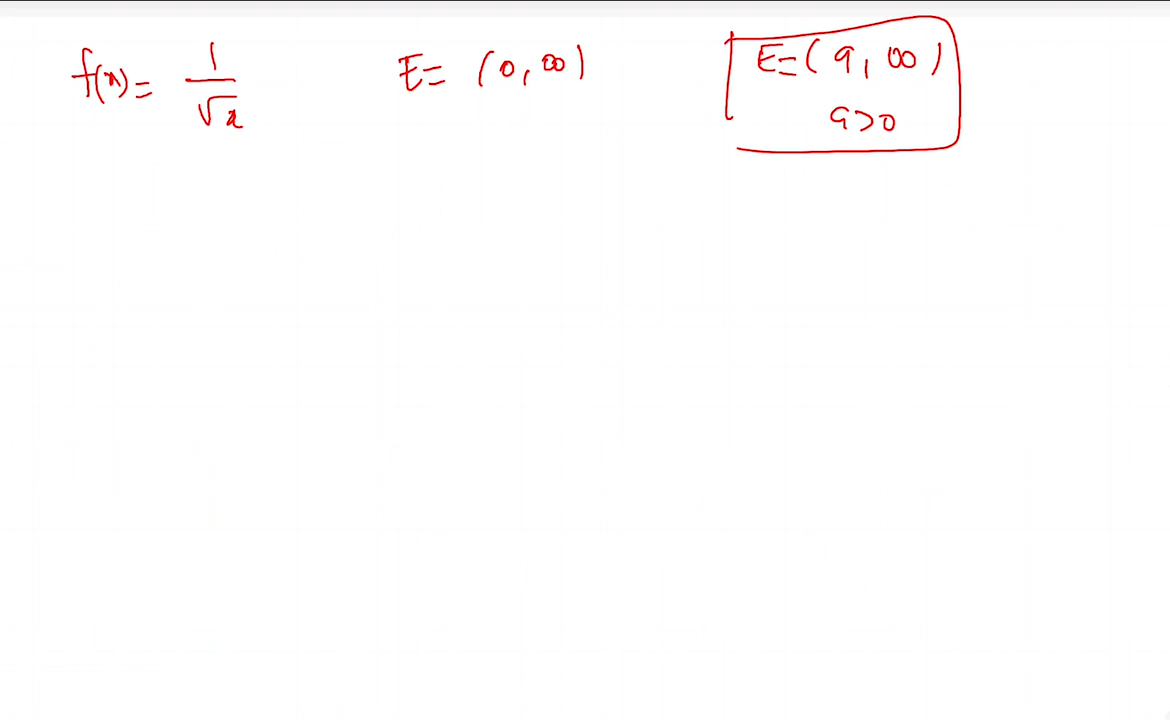 f(x) = 1/√x E = (0, ∞) E = (a, ∞)
a>0